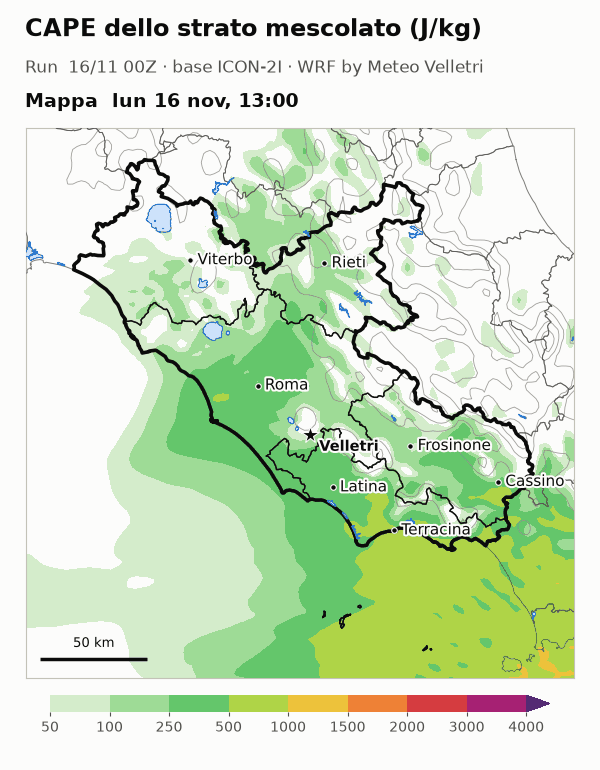 CAPE dello strato mescolato (J/kg)
Run  16/11 00Z · base ICON-2I · WRF by Meteo Velletri
Mappa  lun 16 nov, 13:00
Viterbo
Rieti
Roma
Velletri
Frosinone
Cassino
Latina
Terracina
50 km
50 100 250 500 1000 1500 2000 3000 4000